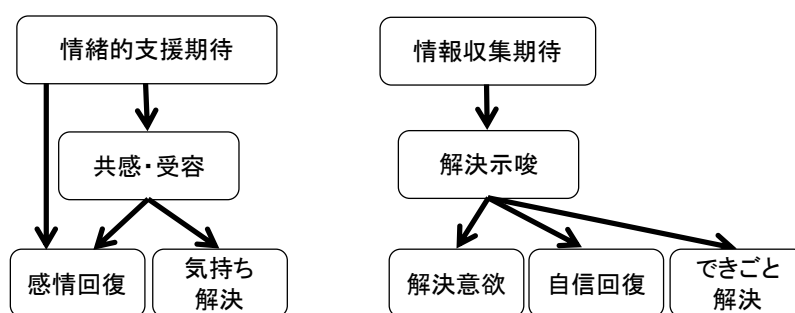 情緒的支援期待
情報収集期待
共感・受容
解決示唆
感情回復
気持ち
解決
解決意欲
自信回復
できごと
解決